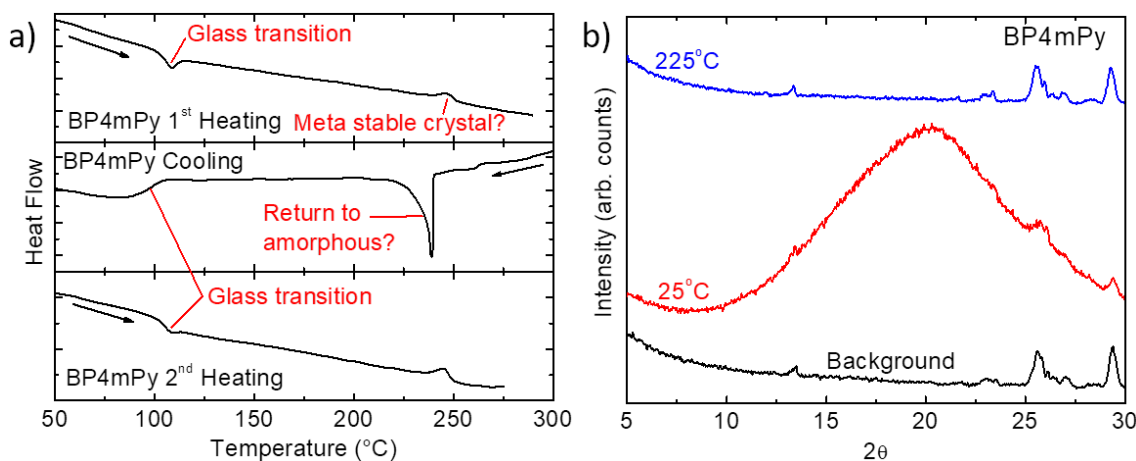 a)
Glass transition
BP4mPy 1st Heating
Meta stable crystal?
BP4mPy Cooling
Return to
amorphous?
Glass transition
BP4mPy 2nd Heating
Heat Flow
50 100 150 200 250 300
Temperature (°C)
b)
BP4mPy
225°C
25°C
Background
Intensity (arb. counts)
5 10 15 20 25 30
2θ